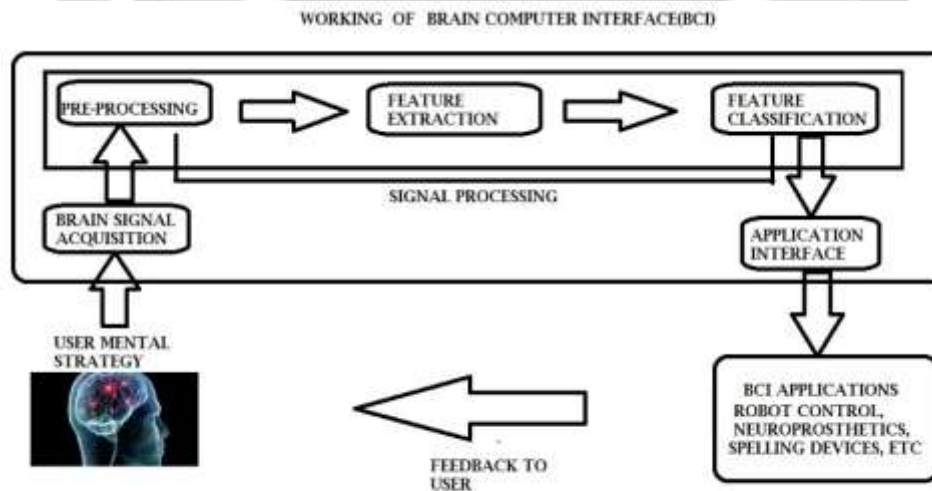 WORKING OF BRAIN COMPUTER INTERFACE(BCI)
PRE-PROCESSING
FEATURE
EXTRACTION
FEATURE
CLASSIFICATION
SIGNAL PROCESSING
BRAIN SIGNAL
ACQUISITION
APPLICATION
INTERFACE
USER MENTAL
STRATEGY
BCI APPLICATIONS
ROBOT CONTROL,
NEUROPROSTHETICS,
SPELLING DEVICES, ETC
FEEDBACK TO
USER